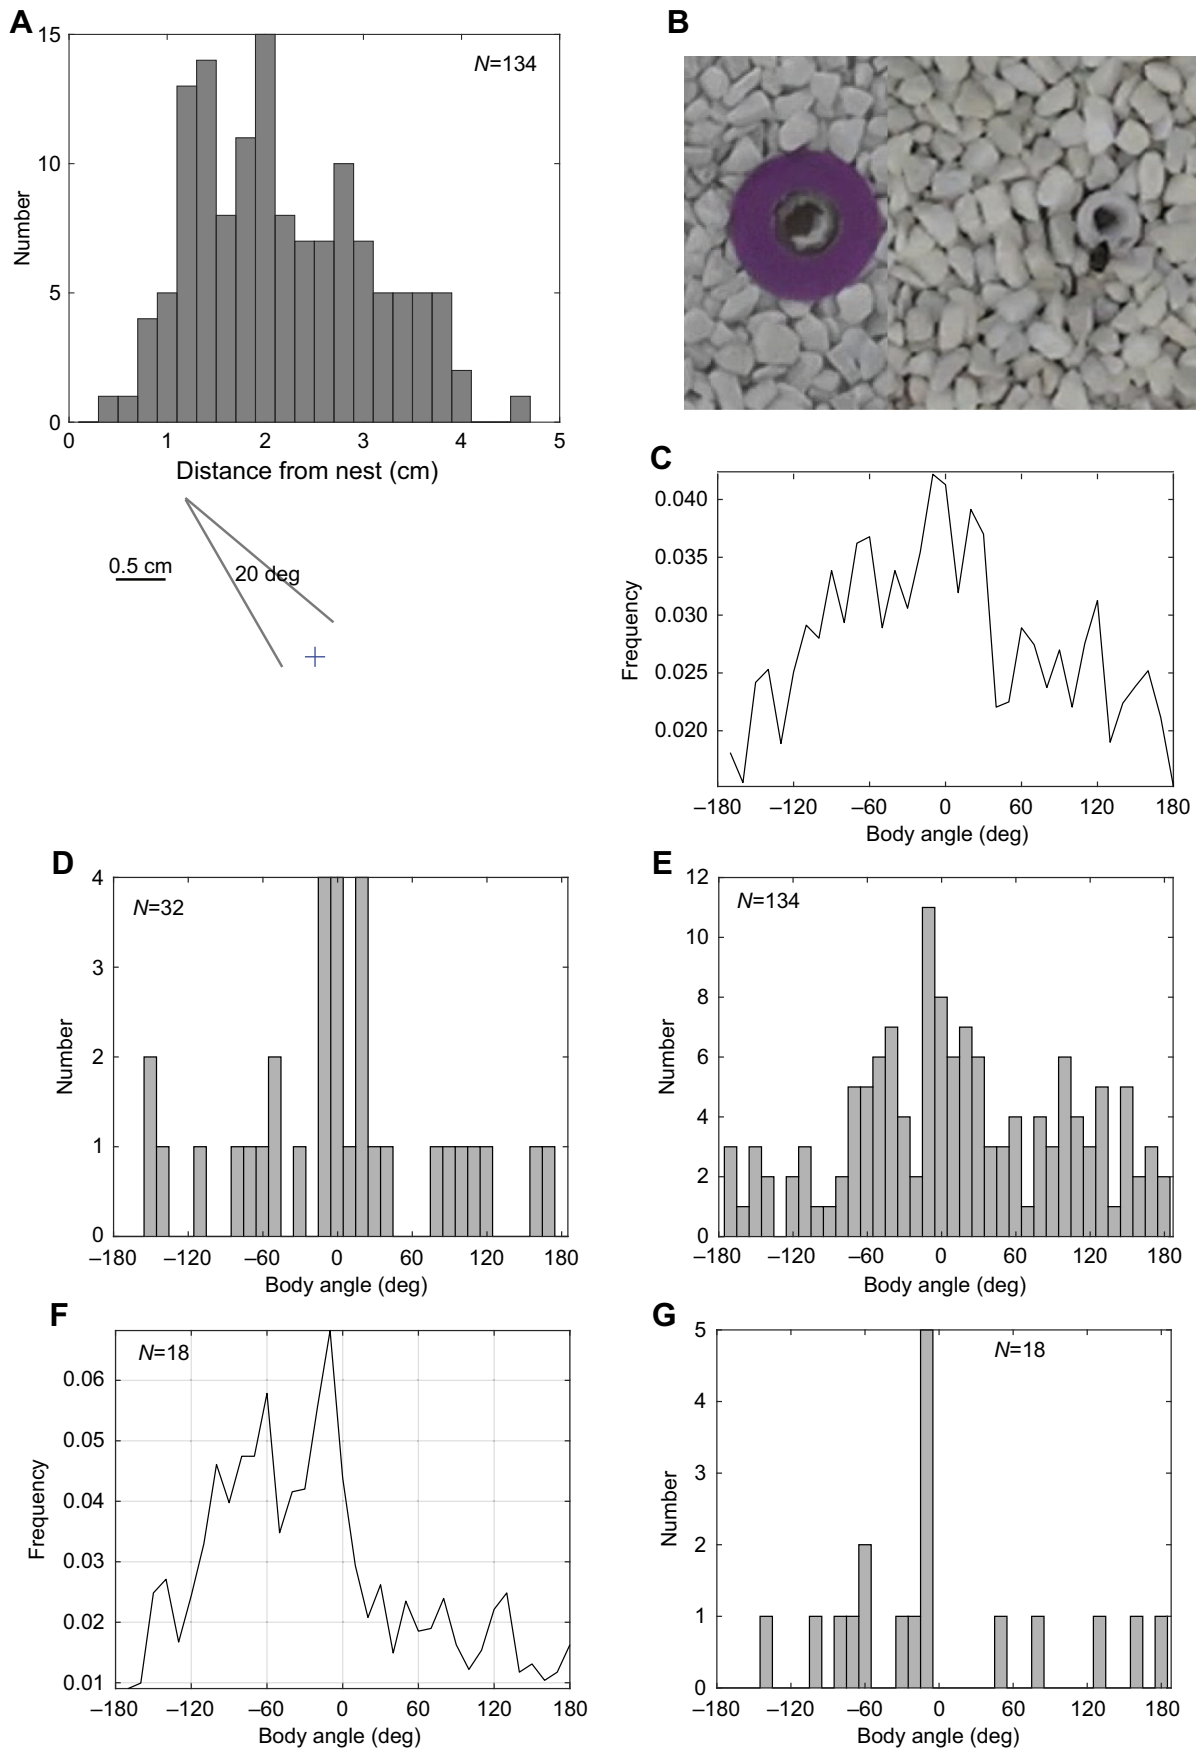 A
B
15
10
5
0
Number
N=134
0 1 2 3 4 5
Distance from nest (cm)
0.5 cm
20 deg
C
0.040
0.035
0.030
0.025
0.020
Frequency
–180 –120 –60 0 60 120 180
Body angle (deg)
D
4
3
2
1
0
Number
N=32
–180 –120 –60 0 60 120 180
Body angle (deg)
E
12
10
8
6
4
2
0
Number
N=134
–180 –120 –60 0 60 120 180
Body angle (deg)
F
0.06
0.05
0.04
0.03
0.02
0.01
Frequency
N=18
–180 –120 –60 0 60 120 180
Body angle (deg)
G
5
4
3
2
1
0
Number
N=18
–180 –120 –60 0 60 120 180
Body angle (deg)